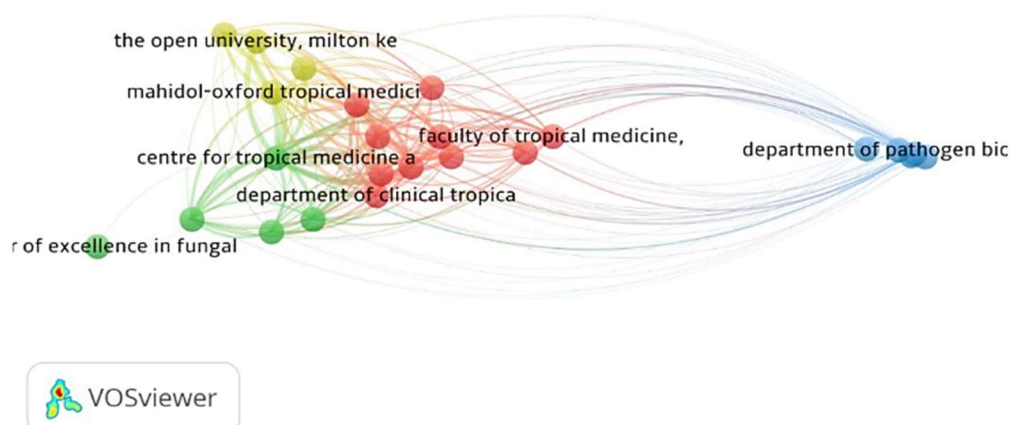 the open university, milton ke
mahidol-oxford tropical medici
faculty of tropical medicine,
department of pathogen bic
centre for tropical medicine a
department of clinical tropica
r of excellence in fungal
VOSviewer